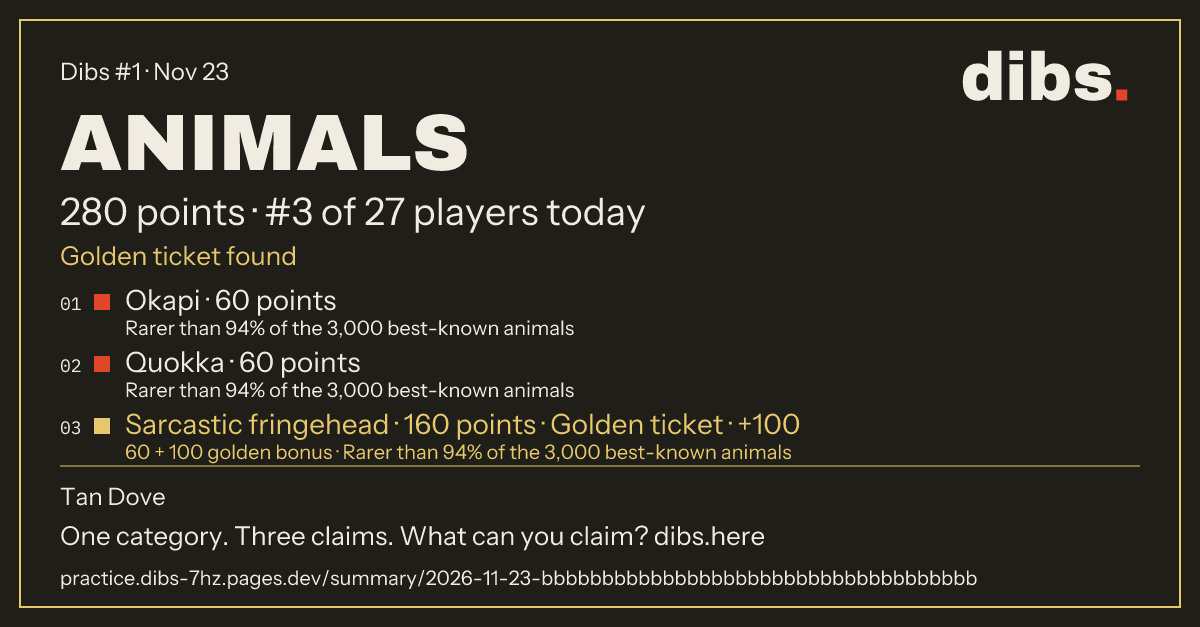 Dibs #1 · Nov 23
dibs.
ANIMALS
280 points · #3 of 27 players today
Golden ticket found
01 Okapi · 60 points
Rarer than 94% of the 3,000 best-known animals
02 Quokka · 60 points
Rarer than 94% of the 3,000 best-known animals
03 Sarcastic fringehead · 160 points · Golden ticket · +100
60 + 100 golden bonus · Rarer than 94% of the 3,000 best-known animals
Tan Dove
One category. Three claims. What can you claim? dibs.here
practice.dibs-7hz.pages.dev/summary/2026-11-23-bbbbbbbbbbbbbbbbbbbbbbbbbbbbbbbbbbbb